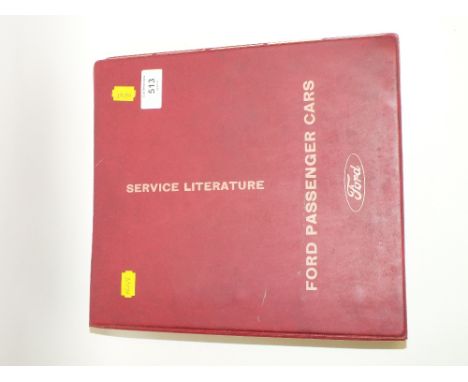 513
SERVICE LITERATURE
FORD PASSENGER CARS
Ford